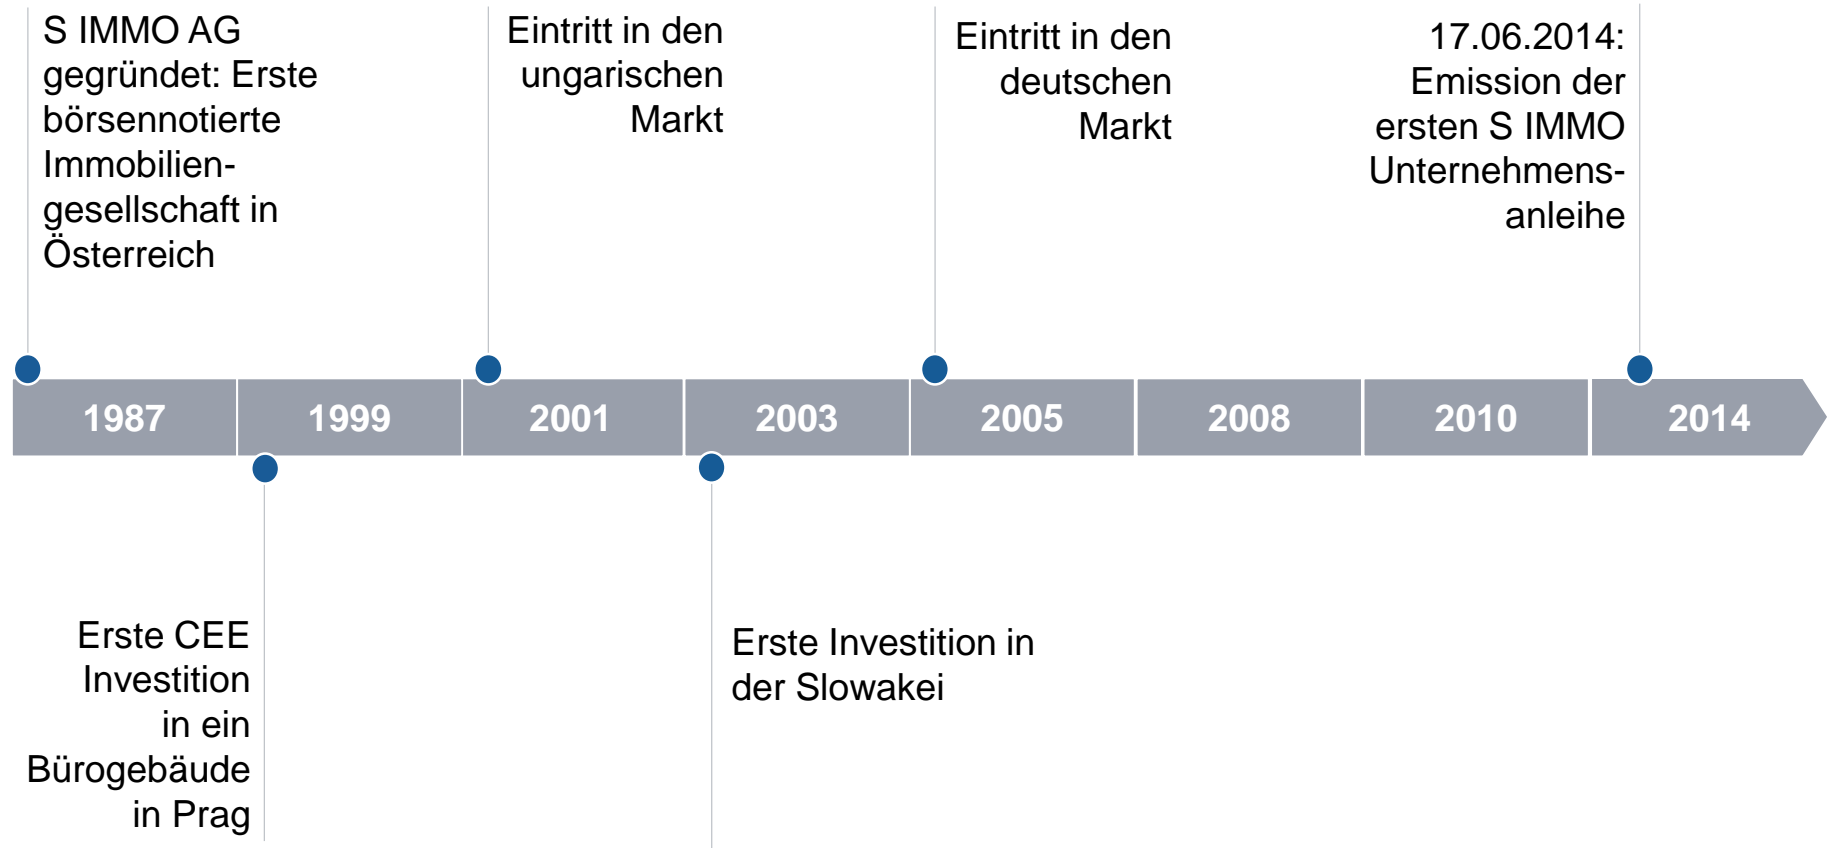 S IMMO AG
gegründet: Erste
börsennotierte
Immobilien-
gesellschaft in
Österreich
Eintritt in den
ungarischen
Markt
Eintritt in den
deutschen
Markt
17.06.2014:
Emission der
ersten S IMMO
Unternehmens-
anleihe
1987
1999
2001
2003
2005
2008
2010
2014
Erste CEE
Investition
in ein
Bürogebäude
in Prag
Erste Investition in
der Slowakei